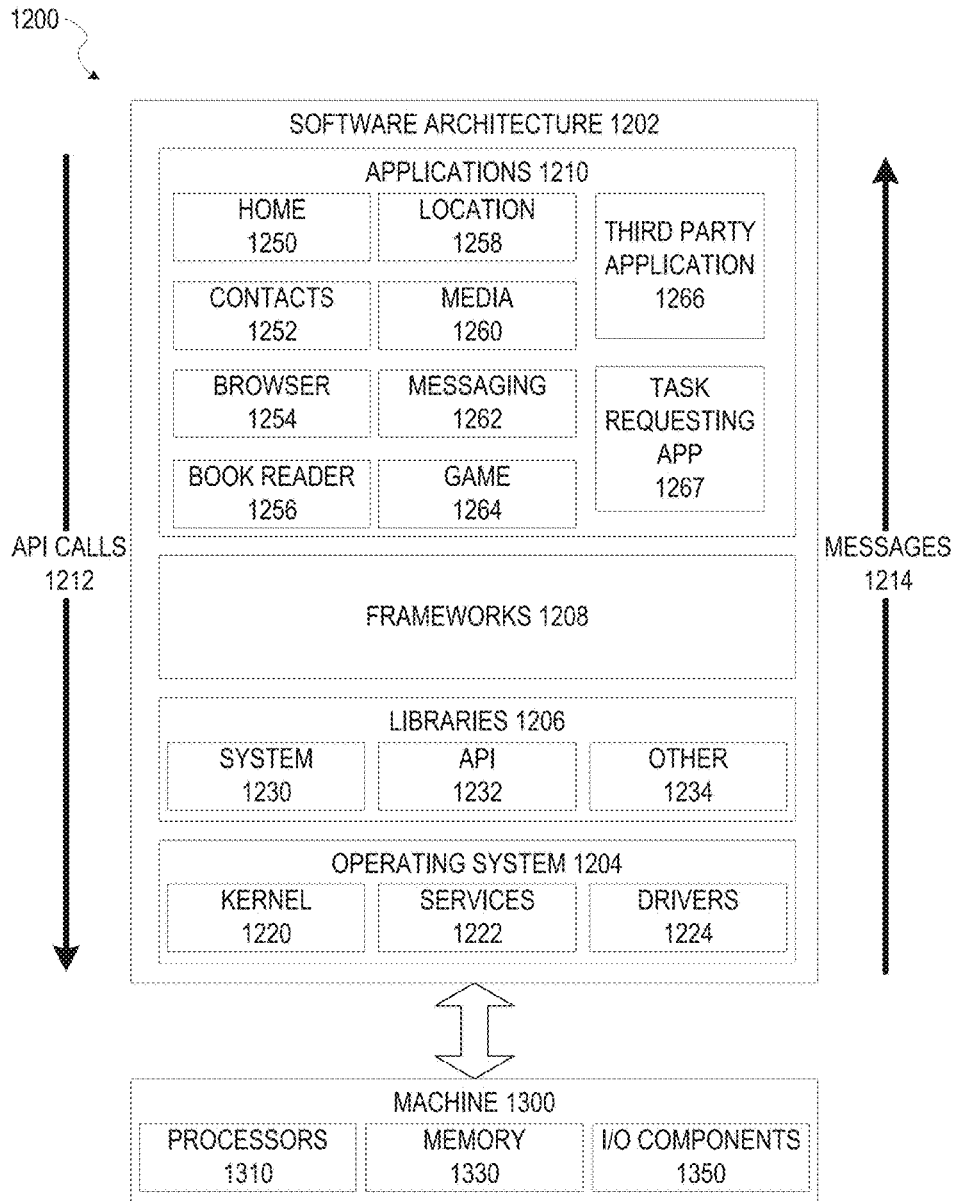 1200
SOFTWARE ARCHITECTURE 1202
APPLICATIONS 1210
HOME
1250
LOCATION
1258
THIRD PARTY
APPLICATION
1266
CONTACTS
1252
MEDIA
1260
BROWSER
1254
MESSAGING
1262
TASK
REQUESTING
APP
1267
BOOK READER
1256
GAME
1264
API CALLS
1212
MESSAGES
1214
FRAMEWORKS 1208
LIBRARIES 1206
SYSTEM
1230
API
1232
OTHER
1234
OPERATING SYSTEM 1204
KERNEL
1220
SERVICES
1222
DRIVERS
1224
MACHINE 1300
PROCESSORS
1310
MEMORY
1330
I/O COMPONENTS
1350